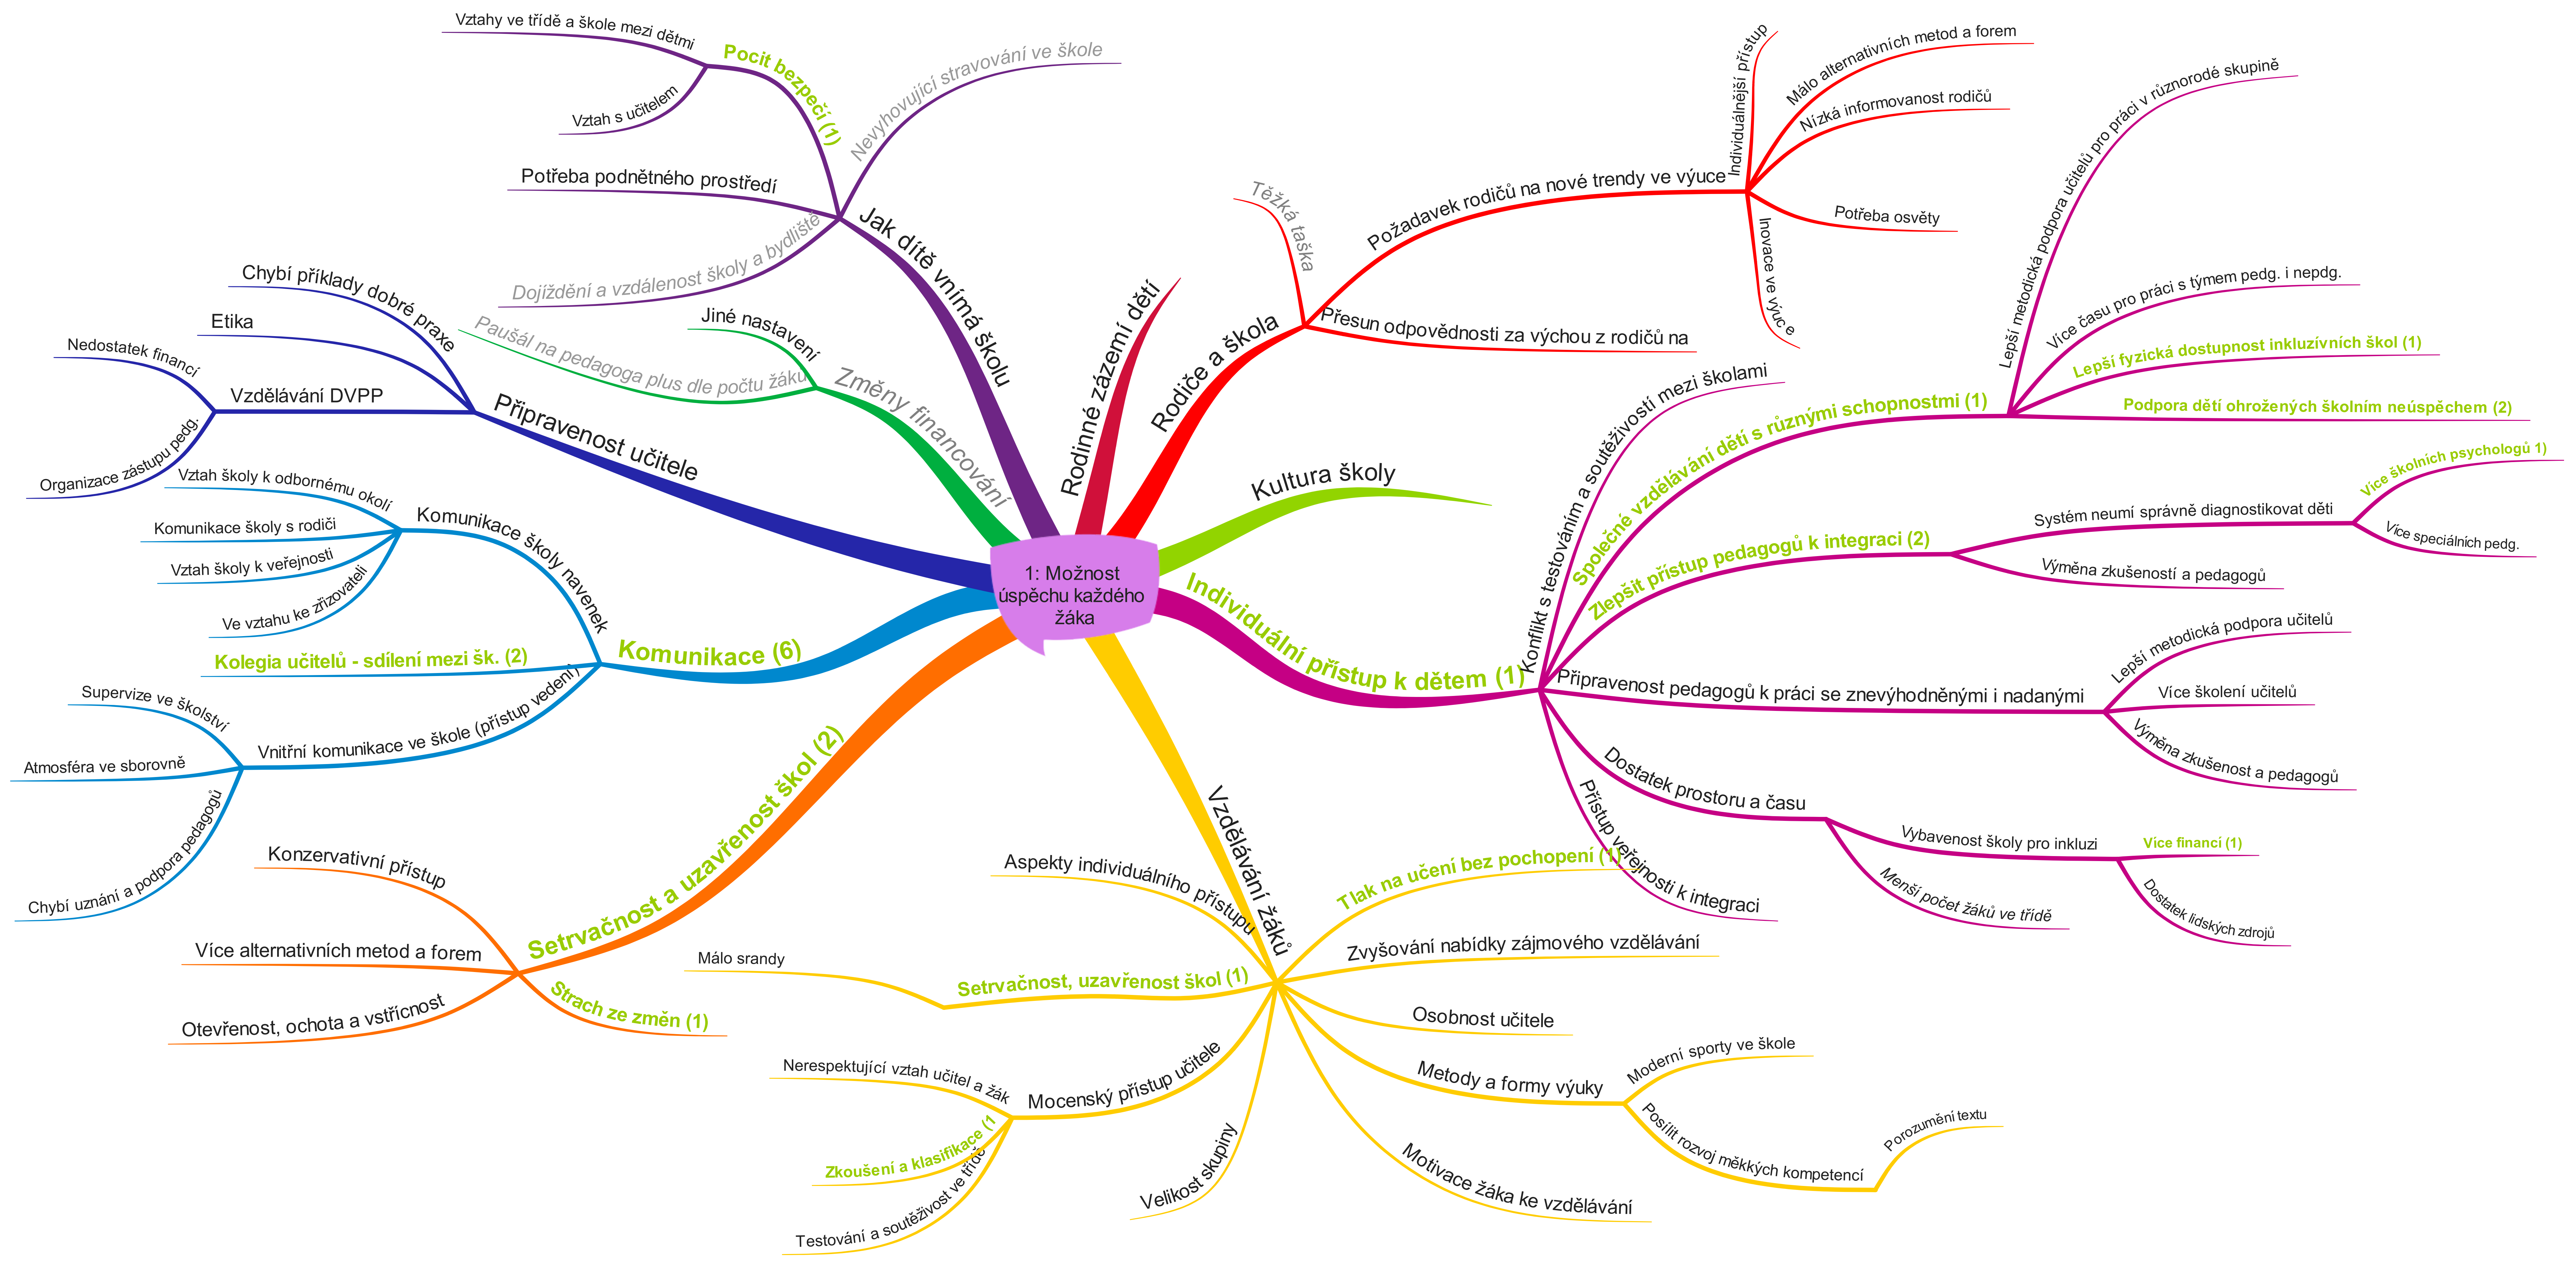 1: Možnost
úspěchu každého
žáka
Rodinné zázemí dětí
Rodiče a škola
Těžká taška
Požadavek rodičů na nové trendy ve výuce
Individuálnější přístup
Málo alternativních metod a forem
Nízká informovanost rodičů
Potřeba osvěty
Inovace ve výuc e
Přesun odpovědnosti za výchou z rodičů na
Kultura školy
Individuální přístup k dětem (1)
Konflikt s testováním a soutěživostí mezi školami
Společné vzdělávání dětí s různými schopnostmi (1)
Lepší metodická podpora učitelů pro práci v různorodé skupině
Více času pro práci s týmem pedg. i nepdg.
Lepší fyzická dostupnost inkluzívních škol (1)
Podpora dětí ohrožených školním neúspěchem (2)
Zlepšit přístup pedagogů k integraci (2)
Systém neumí správně diagnostikovat děti
Více školních psychologů 1)
Více speciálních pedg.
Výměna zkušeností a pedagogů
Připravenost pedagogů k práci se znevýhodněnými i nadanými
Lepší metodická podpora učitelů
Více školení učitelů
Výměna zkušenost a pedagogů
Dostatek prostoru a času
Vybavenost školy pro inkluzi
Více financí (1)
Dostatek lidských zdrojů
Menší počet žáků ve třídě
Přístup veřejnosti k integraci
Vzdělávání žáků
Tlak na učení bez pochopení (1)
Zvyšování nabídky zájmového vzdělávání
Osobnost učitele
Metody a formy výuky
Moderní sporty ve škole
Posílit rozvoj měkkých kompetencí
Porozumění textu
Motivace žáka ke vzdělávání
Velikost skupiny
Mocenský přístup učitele
Nerespektující vztah učitel a žák
Zkoušení a klasifikace (1
Testování a soutěživost ve třídě
Setrvačnost, uzavřenost škol (1)
Málo srandy
Aspekty individuálního přístupu
Setrvačnost a uzavřenost škol (2)
Konzervativní přístup
Více alternativních metod a forem
Otevřenost, ochota a vstřícnost
Strach ze změn (1)
Komunikace (6)
Komunikace školy navenek
Vztah školy k odbornému okolí
Komunikace školy s rodiči
Vztah školy k veřejnosti
Ve vztahu ke zřizovateli
Kolegia učitelů - sdílení mezi šk. (2)
Vnitřní komunikace ve škole (přístup vedení)
Supervize ve školství
Atmosféra ve sborovně
Chybí uznání a podpora pedagogů
Připravenost učitele
Chybí příklady dobré praxe
Etika
Vzdělávání DVPP
Nedostatek financí
Organizace zástupu pedg.
Změny financování
Jiné nastavení
Paušál na pedagoga plus dle počtu žáků
Jak dítě vnímá školu
Pocit bezpečí (1)
Vztahy ve třídě a škole mezi dětmi
Vztah s učitelem
Nevyhovující stravování ve škole
Potřeba podnětného prostředí
Dojíždění a vzdálenost školy a bydliště